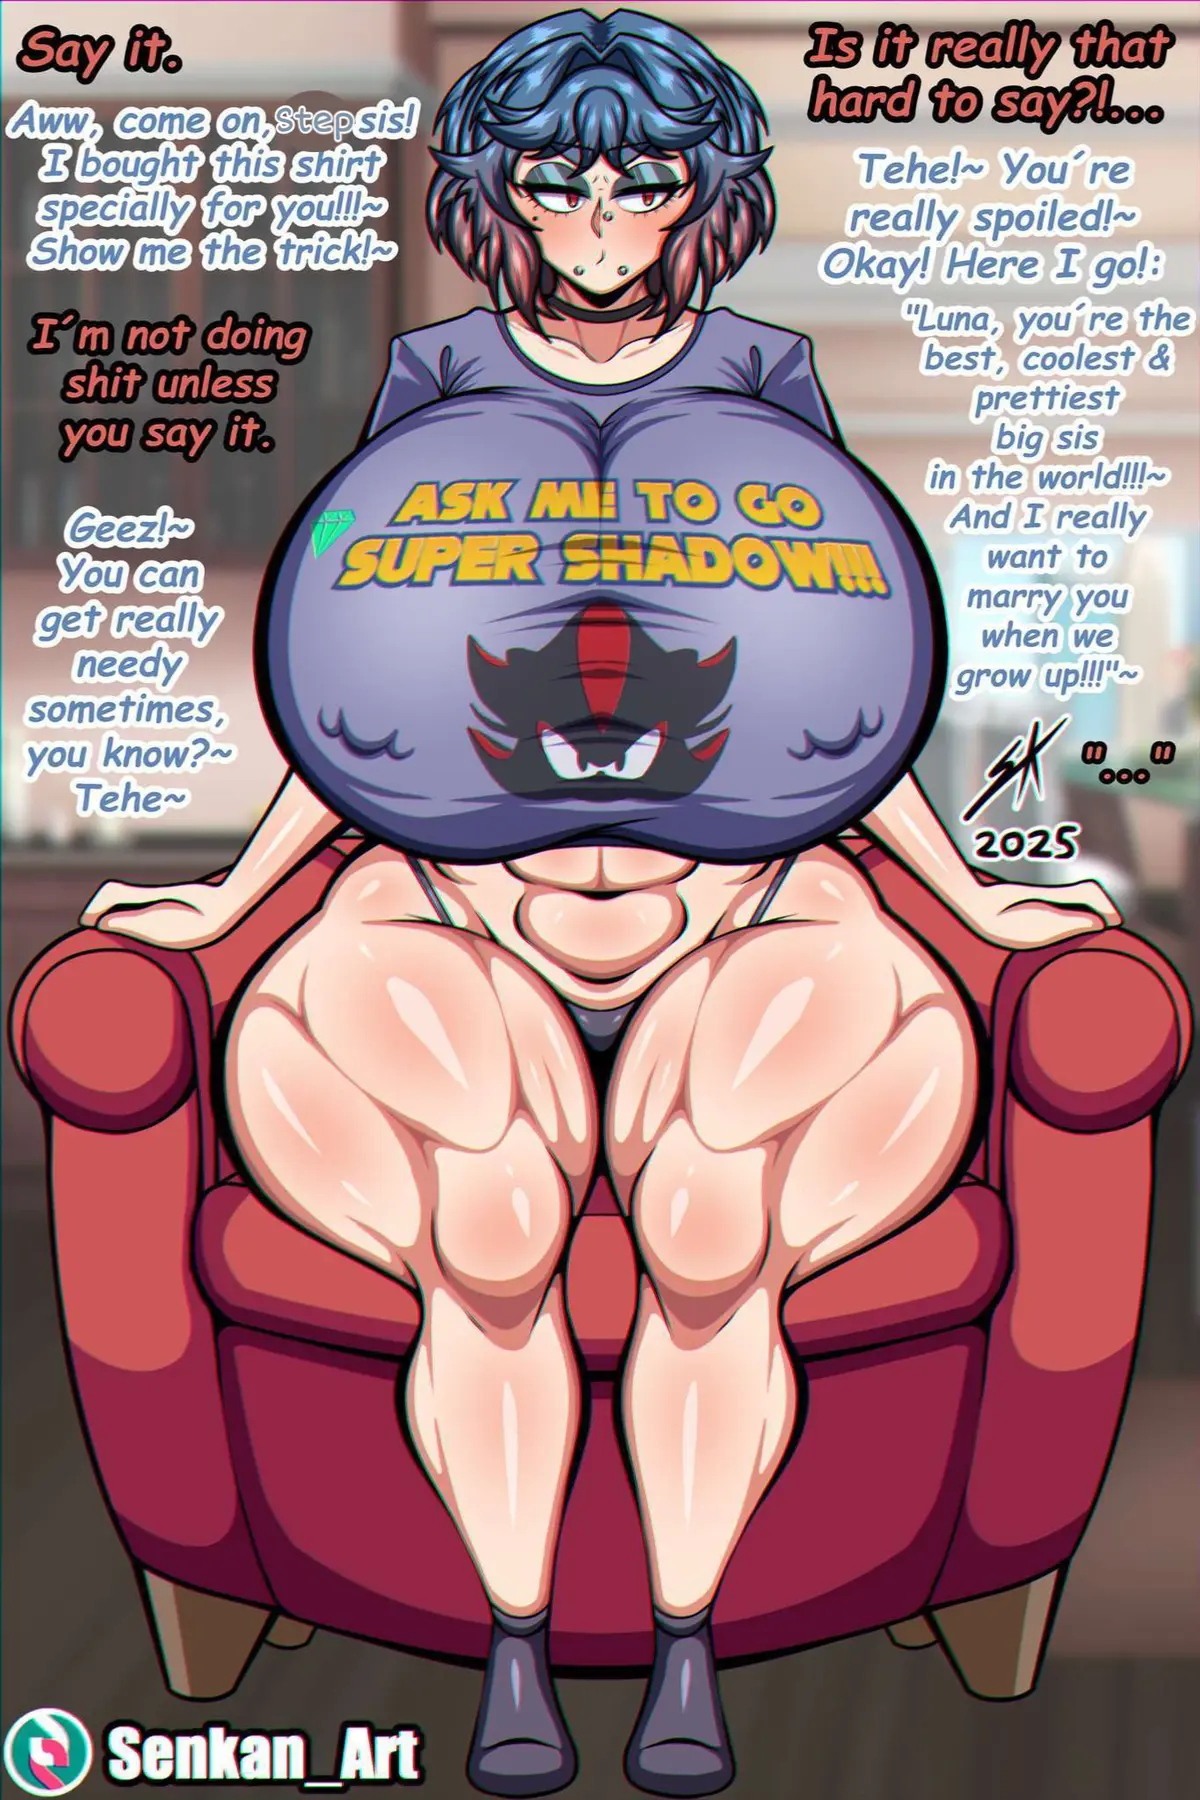 Say it.
Aww, come on, Step sis!
I bought this shirt
specially for you!!!~
Show me the trick!~
I´m not doing
shit unless
you say it.
Geez!~
You can
get really
needy
sometimes,
you know?~
Tehe~
Is it really that
hard to say?!...
Tehe!~ You´re
really spoiled!~
Okay! Here I go!:
"Luna, you´re the
best, coolest &
prettiest
big sis
in the world!!!~
And I really
want to
marry you
when we
grow up!!!"~
"..."
SK
2025
ASK ME TO GO
SUPER SHADOW!!!
Senkan_Art